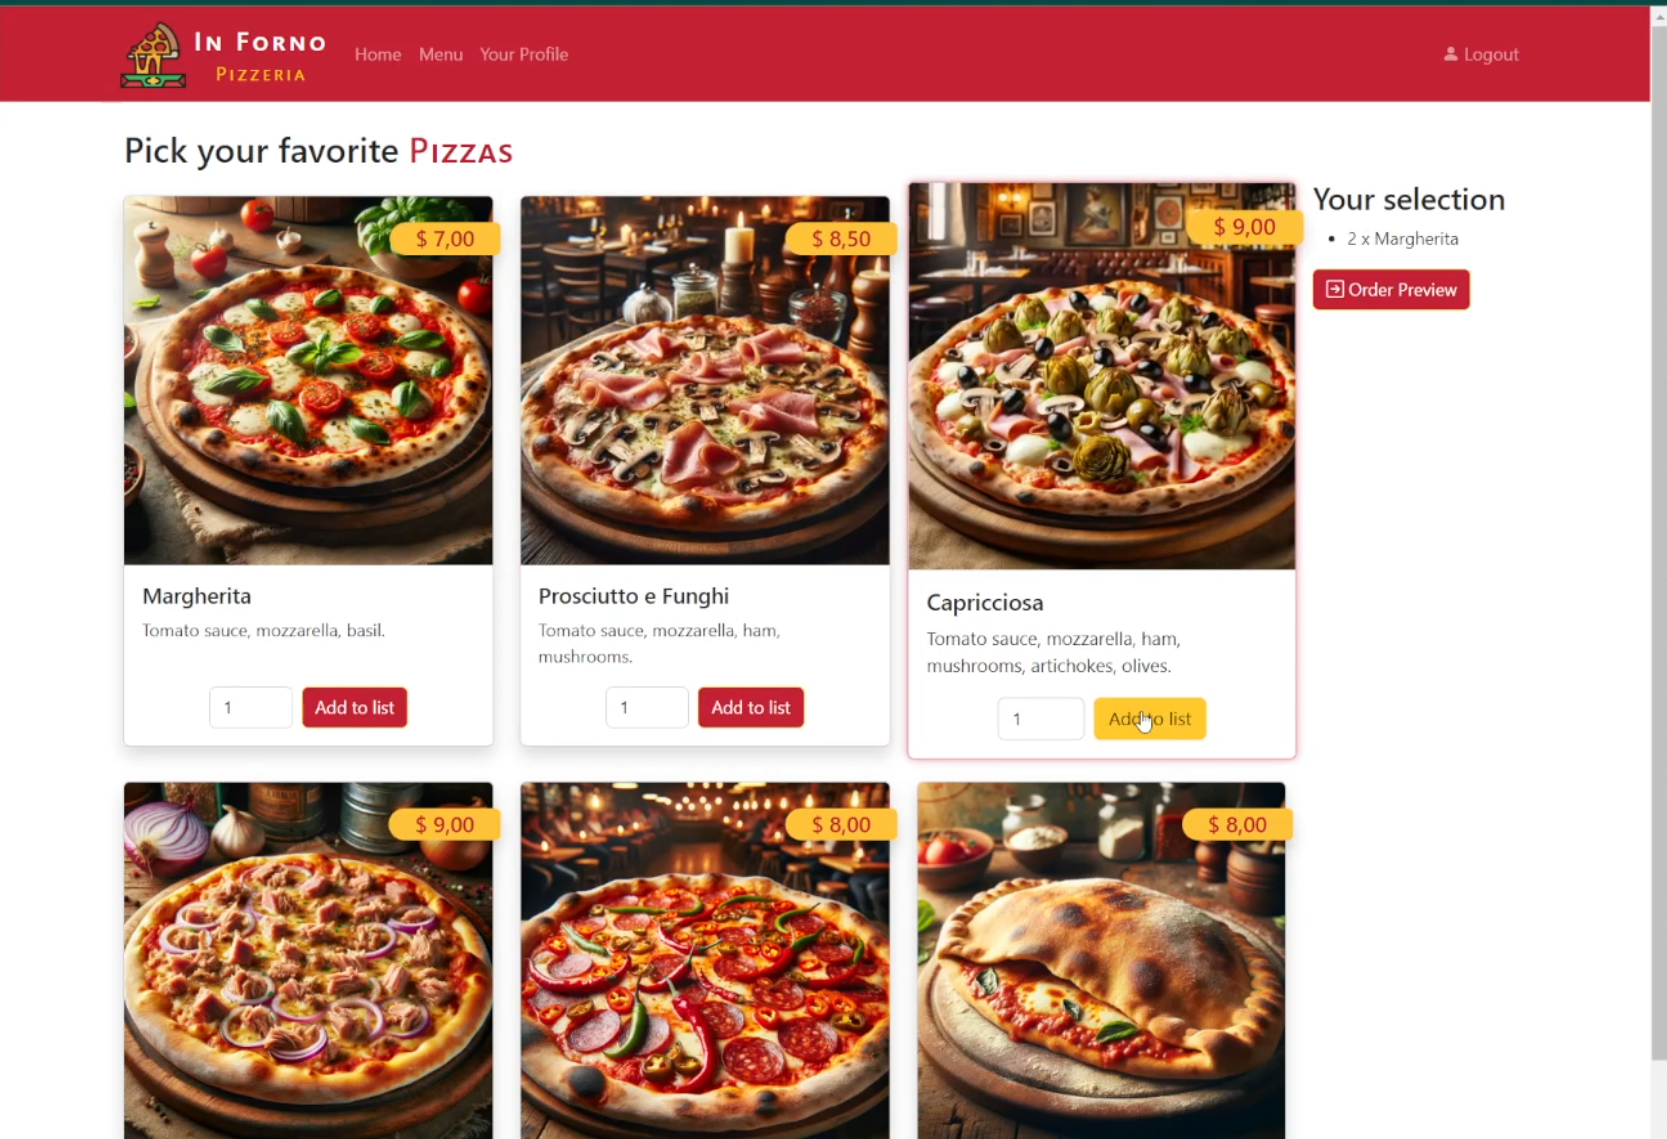 In Forno
Pizzeria
Home
Menu
Your Profile
Logout
Pick your favorite Pizzas
$ 7,00
$ 8,50
$ 9,00
Your selection
2 x Margherita
Order Preview
Margherita
Tomato sauce, mozzarella, basil.
1
Add to list
Prosciutto e Funghi
Tomato sauce, mozzarella, ham,
mushrooms.
1
Add to list
Capricciosa
Tomato sauce, mozzarella, ham,
mushrooms, artichokes, olives.
1
Add to list
$ 9,00
$ 8,00
$ 8,00